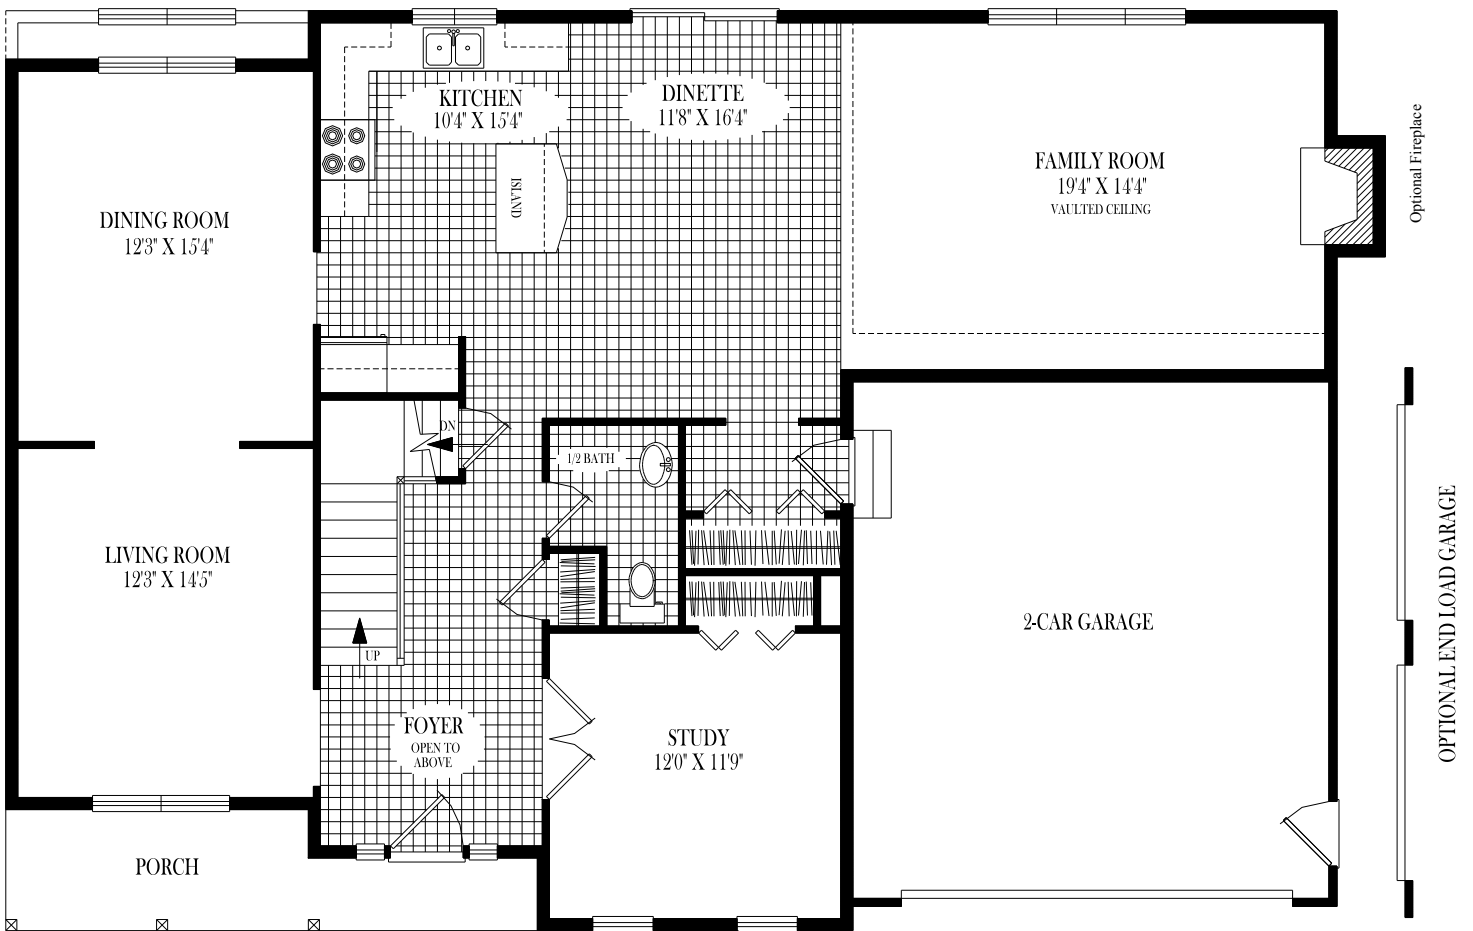 KITCHEN
10'4" X 15'4"
DINETTE
11'8" X 16'4"
FAMILY ROOM
19'4" X 14'4"
VAULTED CEILING
Optional Fireplace
ISLAND
DINING ROOM
12'3" X 15'4"
DN
1/2 BATH
LIVING ROOM
12'3" X 14'5"
UP
2-CAR GARAGE
OPTIONAL END LOAD GARAGE
FOYER
OPEN TO
ABOVE
STUDY
12'0" X 11'9"
PORCH